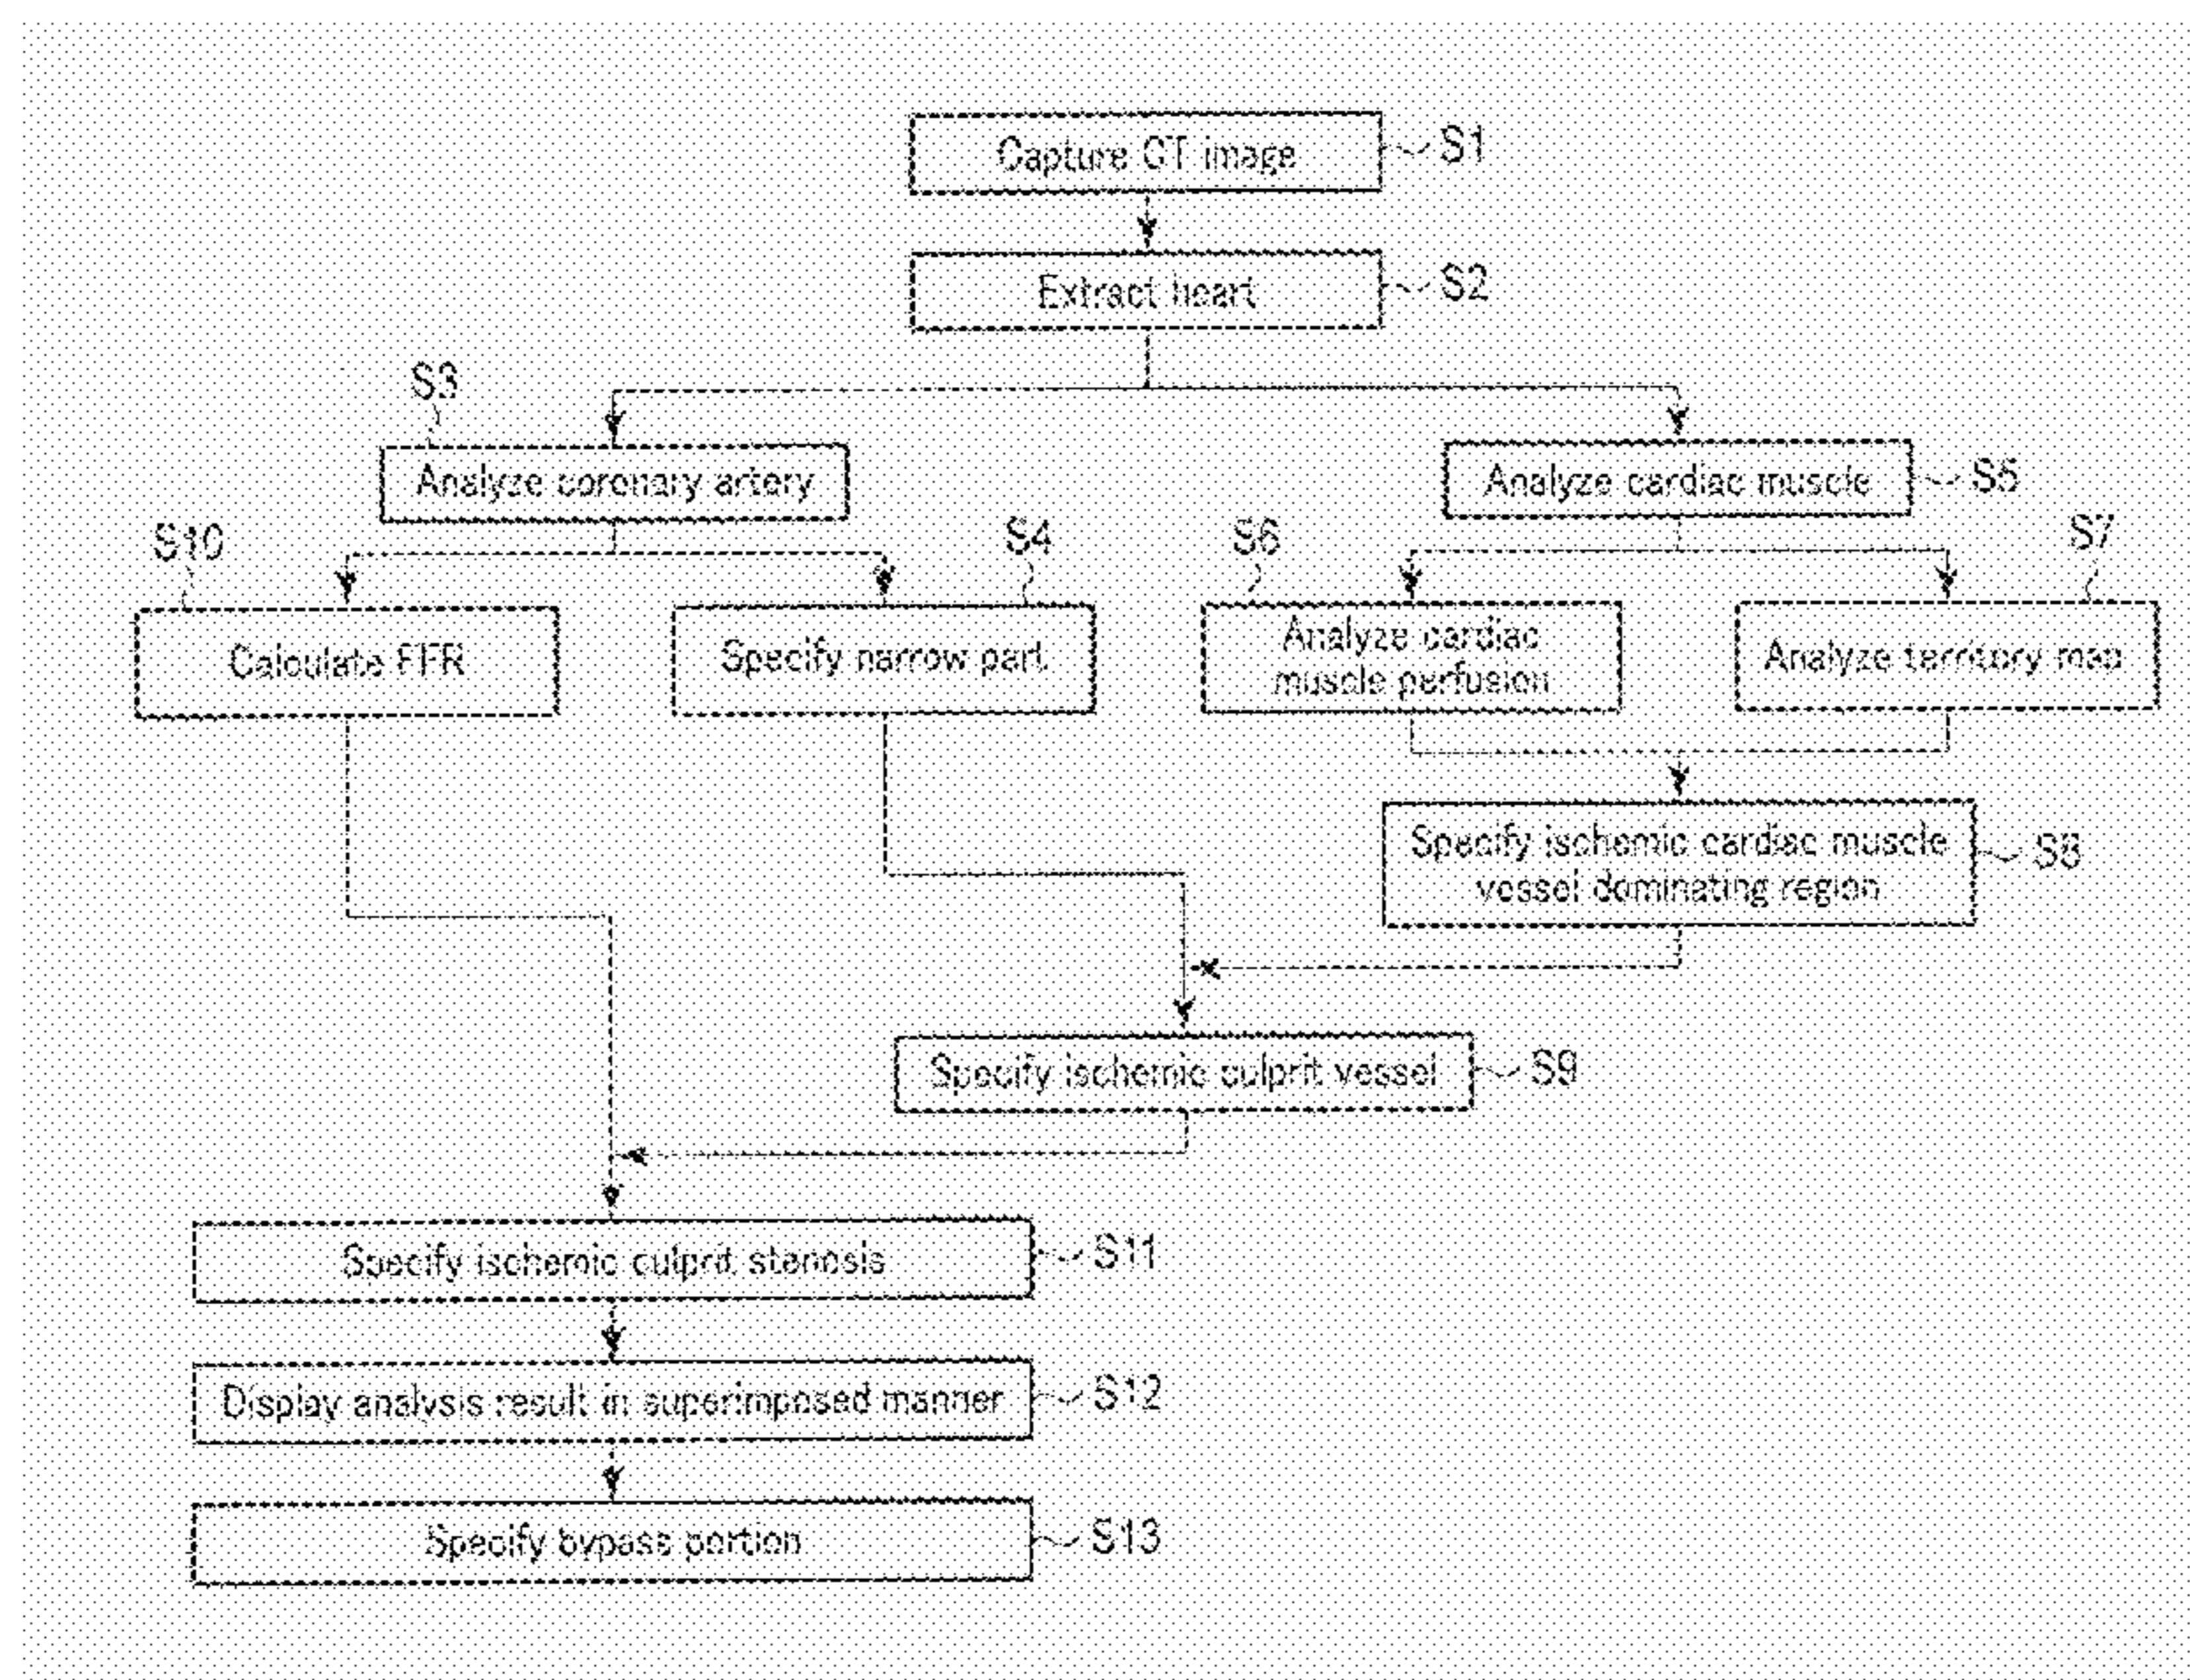 Capture CT image
S1
Extract heart
S2
S3
Analyze coronary artery
Analyze cardiac muscle
S5
S10
S4
S6
S7
Calculate FFR
Specify narrow part
Analyze cardiac
muscle perfusion
Analyze territory map
Specify ischemic cardiac muscle
vessel dominating region
S8
Specify ischemic culprit vessel
S9
Specify ischemic culprit stenosis
S11
Display analysis result in superimposed manner
S12
Specify bypass portion
S13